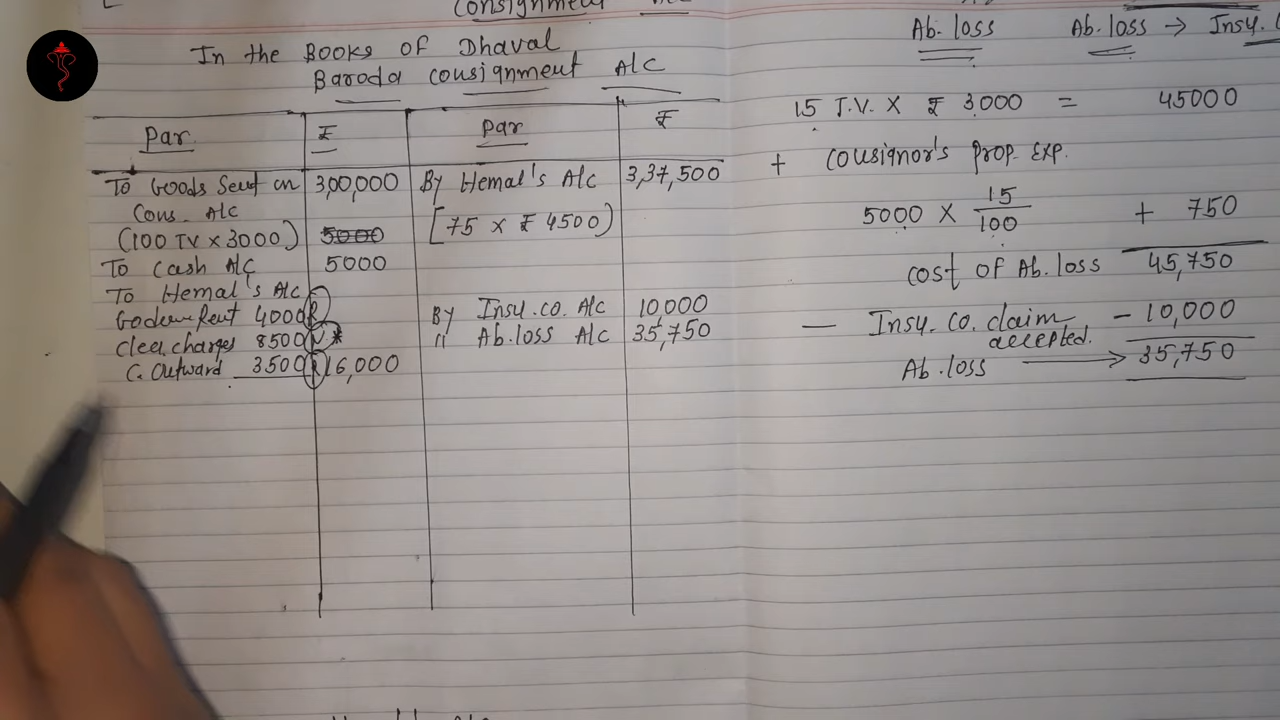 Consignment A/c
In the Books of Dhaval
Baroda Consignment A/c
Par. ₹ Par ₹
To Goods Sent on 3,00,000 By Hemal's A/c 3,37,500
Cons. A/c [75 x ₹ 4500]
(100 TV x 3000) 5000
To Cash A/c 5000
To Hemal's A/c
Godown Rent 4000 R By Insu. co. A/c 10,000
Clea. charges 8500 * " Ab. loss A/c 35,750
C. Outward 3500 R 16,000
Ab. loss Ab. loss → Insu.
15 T.V. X ₹ 3000 = 45000
+ Consignor's Prop. Exp.
5000 X 15/100 + 750
Cost of Ab. loss 45,750
— Insu. Co. claim - 10,000
accepted.
Ab. loss → 35,750